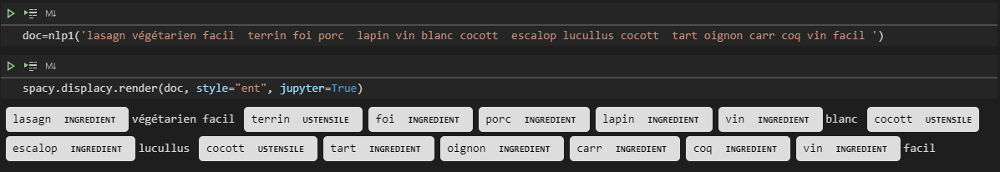 M↓
doc=nlp1('lasagn végétarien facil  terrin foi porc  lapin vin blanc cocott  escalop lucullus cocott  tart oignon carr coq vin facil ')
M↓
spacy.displacy.render(doc, style="ent", jupyter=True)
lasagn INGREDIENT végétarien facil terrin USTENSILE foi INGREDIENT porc INGREDIENT lapin INGREDIENT vin INGREDIENT blanc cocott USTENSILE
escalop INGREDIENT lucullus cocott USTENSILE tart INGREDIENT oignon INGREDIENT carr INGREDIENT coq INGREDIENT vin INGREDIENT facil